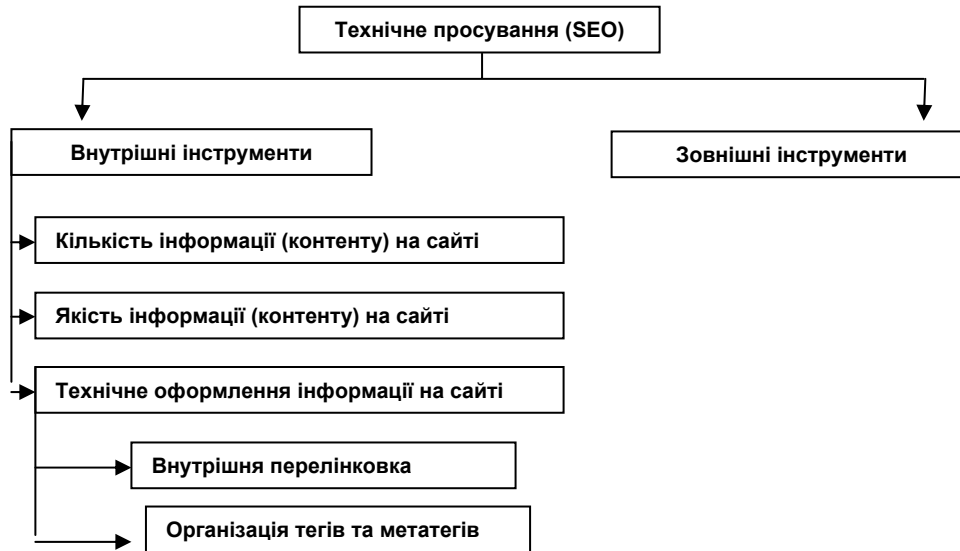 Технічне просування (SEO)
Внутрішні інструменти
Зовнішні інструменти
Кількість інформації (контенту) на сайті
Якість інформації (контенту) на сайті
Технічне оформлення інформації на сайті
Внутрішня перелінковка
Організація тегів та метатегів